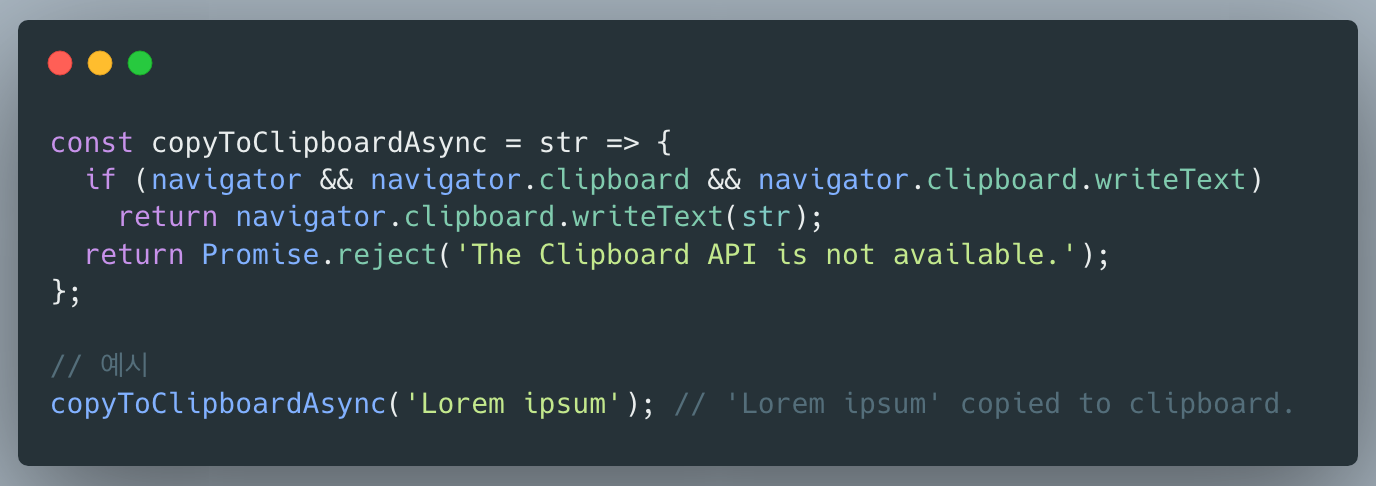 const copyToClipboardAsync = str => {
  if (navigator && navigator.clipboard && navigator.clipboard.writeText)
    return navigator.clipboard.writeText(str);
  return Promise.reject('The Clipboard API is not available.');
};
// 예시
copyToClipboardAsync('Lorem ipsum'); // 'Lorem ipsum' copied to clipboard.